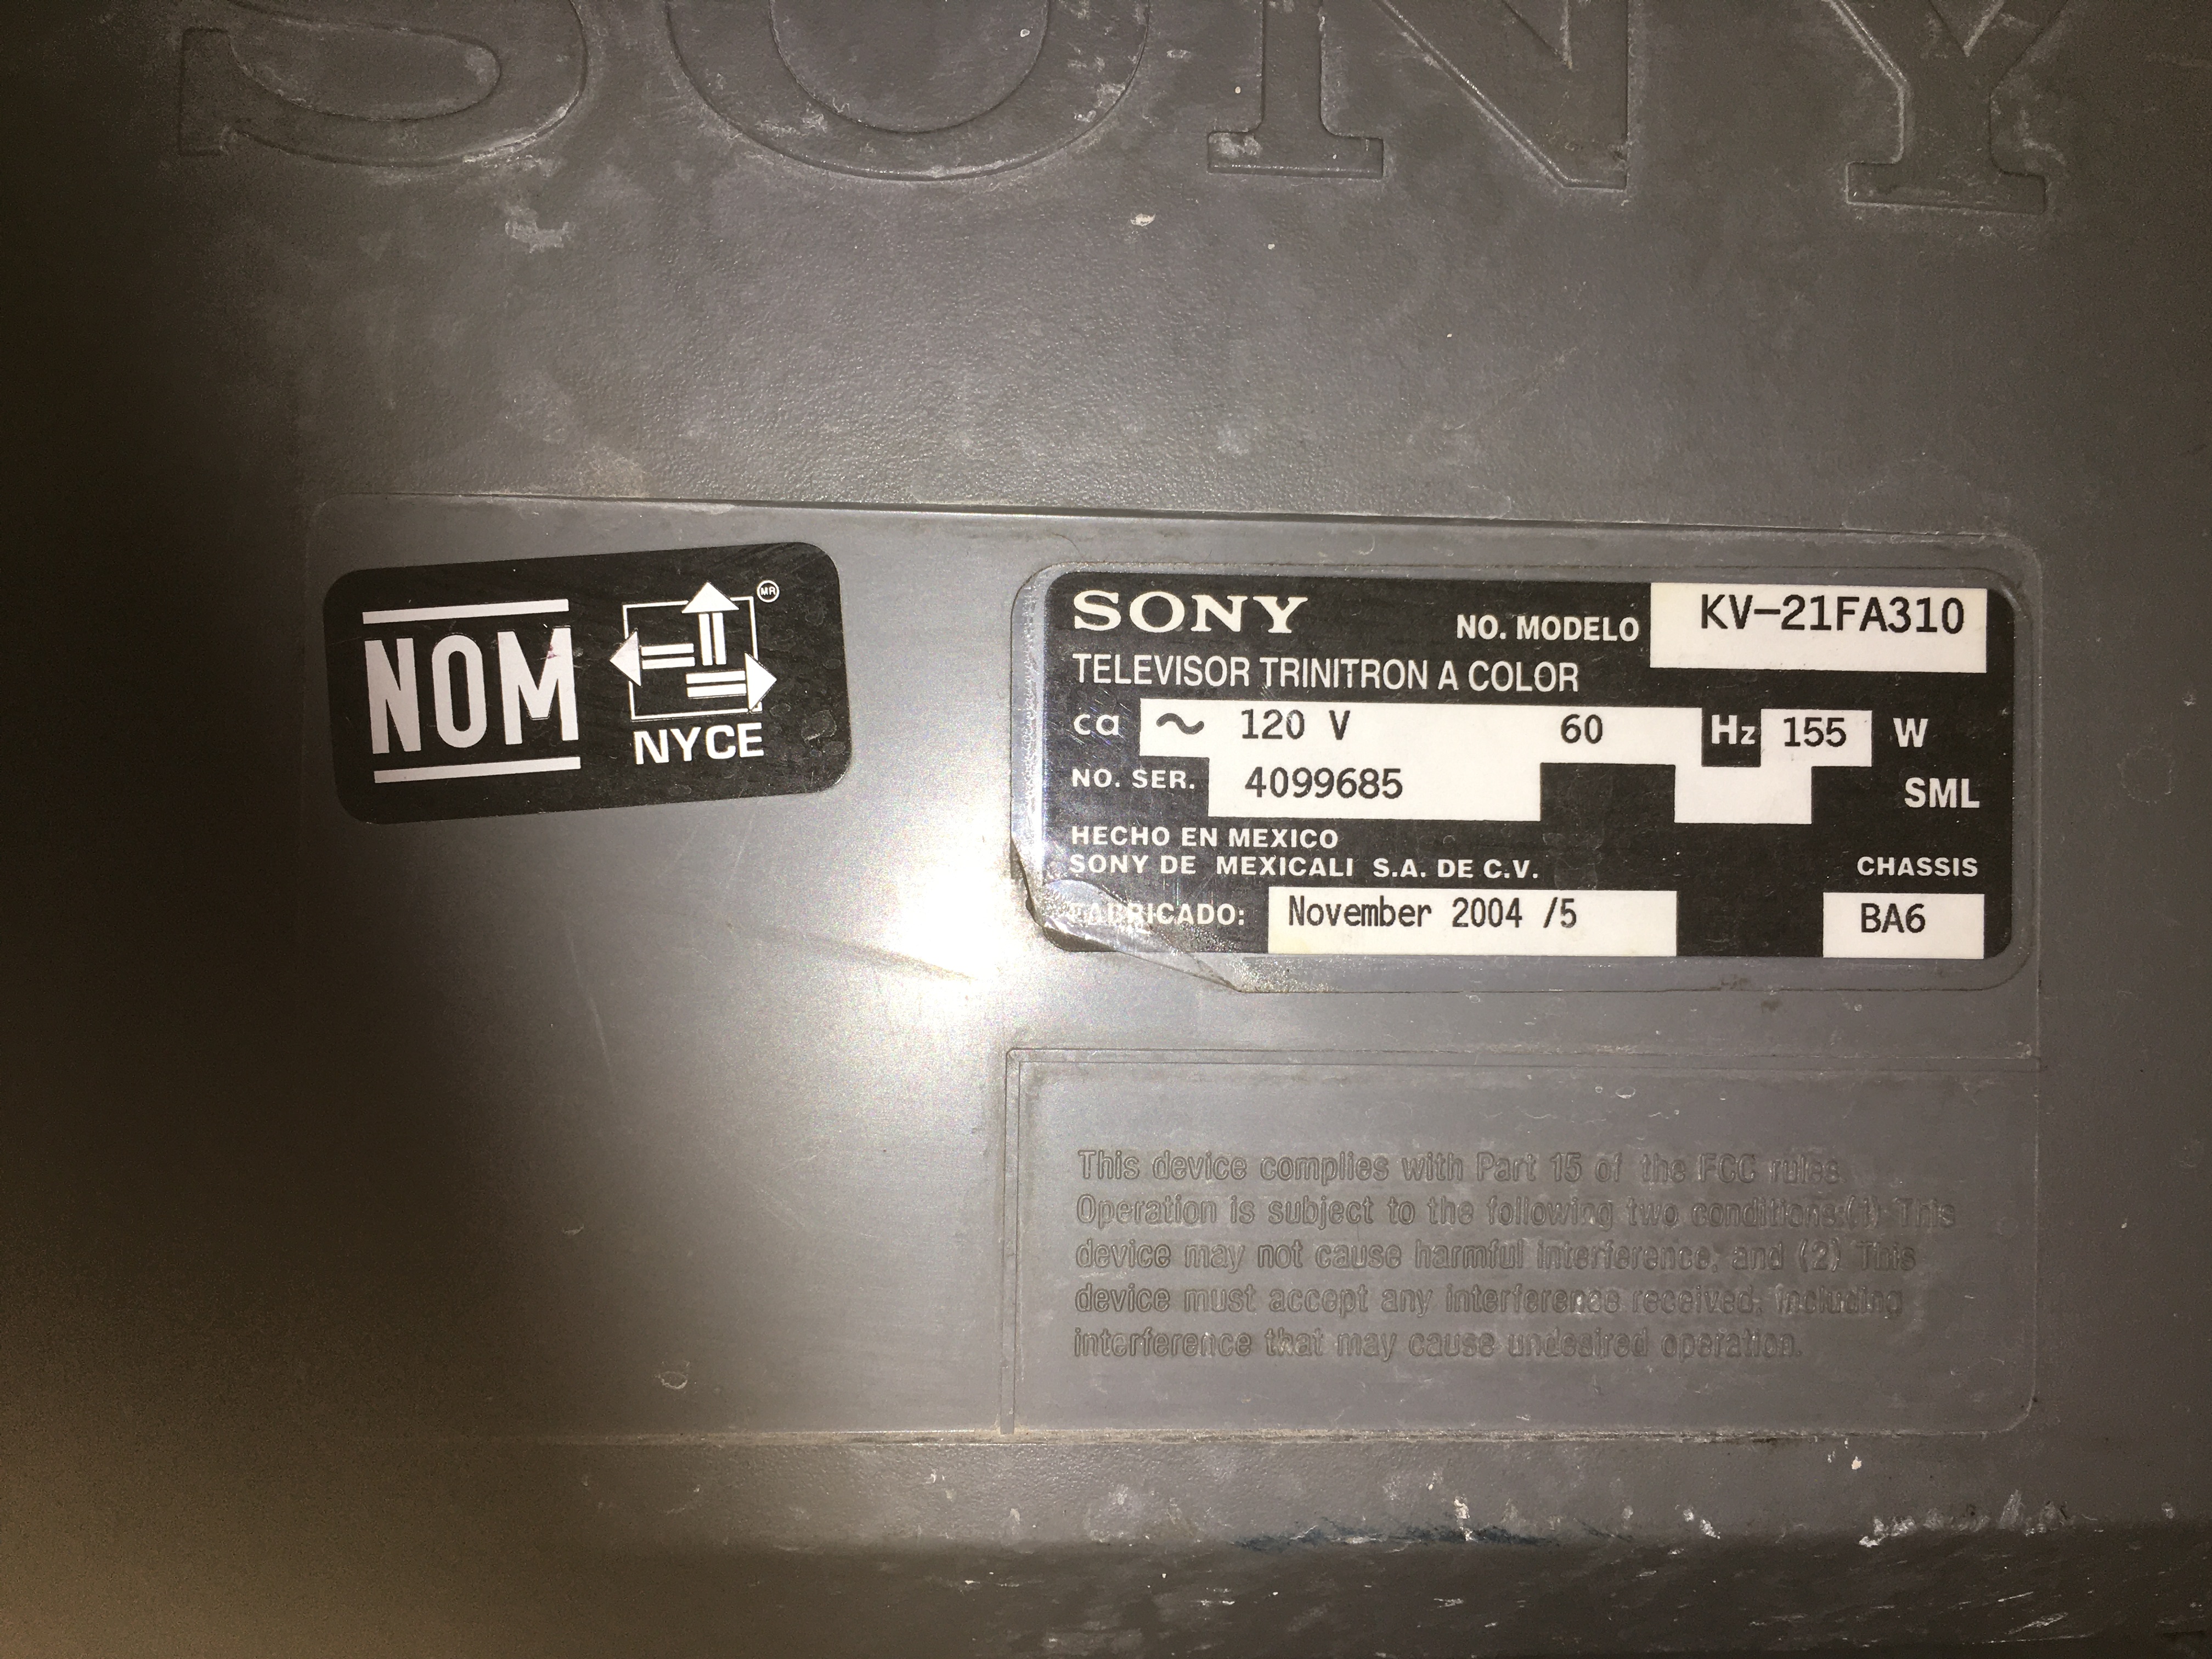 SONY
NOM
MR
NYCE
SONY NO. MODELO KV-21FA310
TELEVISOR TRINITRON A COLOR
ca ~ 120 V 60 Hz 155 W
NO. SER. 4099685 SML
HECHO EN MEXICO
SONY DE MEXICALI S.A. DE C.V. CHASSIS
FABRICADO: November 2004 /5 BA6
This device complies with Part 15 of the FCC rules
Operation is subject to the following two conditions:(1) This
device may not cause harmful interference, and (2) This
device must accept any interference received, including
interference that may cause undesired operation.